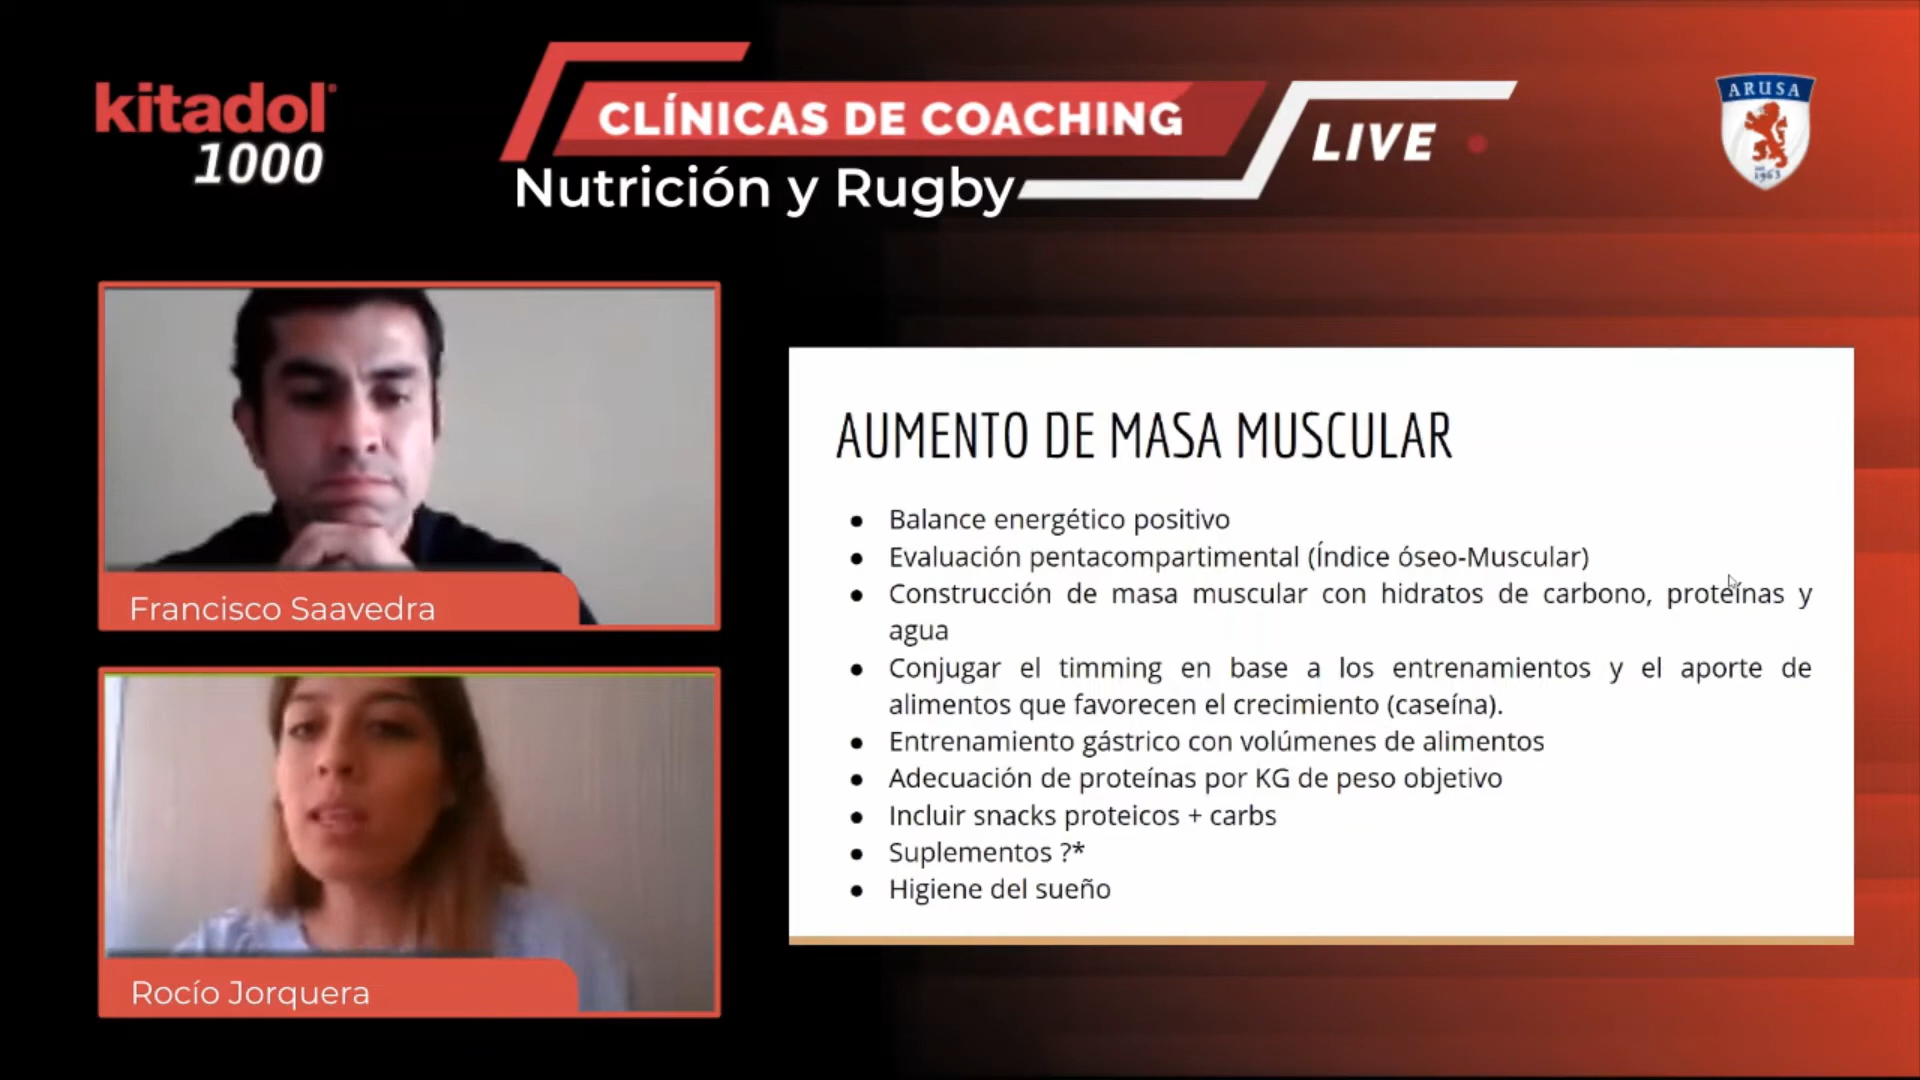 kitadol
1000
CLÍNICAS DE COACHING
LIVE
Nutrición y Rugby
ARUSA
1963
Francisco Saavedra
Rocío Jorquera
AUMENTO DE MASA MUSCULAR
● Balance energético positivo
● Evaluación pentacompartimental (Índice óseo-Muscular)
● Construcción de masa muscular con hidratos de carbono, proteínas y
agua
● Conjugar el timming en base a los entrenamientos y el aporte de
alimentos que favorecen el crecimiento (caseína).
● Entrenamiento gástrico con volúmenes de alimentos
● Adecuación de proteínas por KG de peso objetivo
● Incluir snacks proteicos + carbs
● Suplementos ?*
● Higiene del sueño